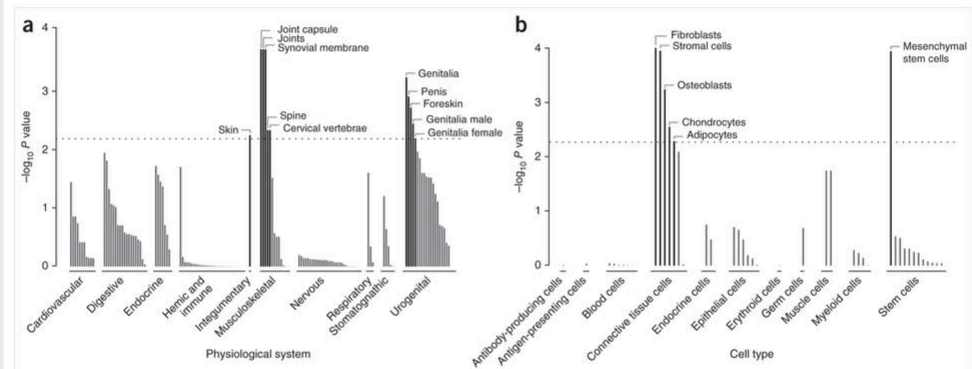 a
4
3
2
1
0
–log10 P value
Joint capsule
Joints
Synovial membrane
Spine
Cervical vertebrae
Skin
Genitalia
Penis
Foreskin
Genitalia male
Genitalia female
Cardiovascular
Digestive
Endocrine
Hemic and
immune
Integumentary
Musculoskeletal
Nervous
Respiratory
Stomatognathic
Urogenital
Physiological system
b
4
3
2
1
0
–log10 P value
Fibroblasts
Stromal cells
Osteoblasts
Chondrocytes
Adipocytes
Mesenchymal
stem cells
Antibody-producing cells
Antigen-presenting cells
Blood cells
Connective tissue cells
Endocrine cells
Epithelial cells
Erythroid cells
Germ cells
Muscle cells
Myeloid cells
Stem cells
Cell type